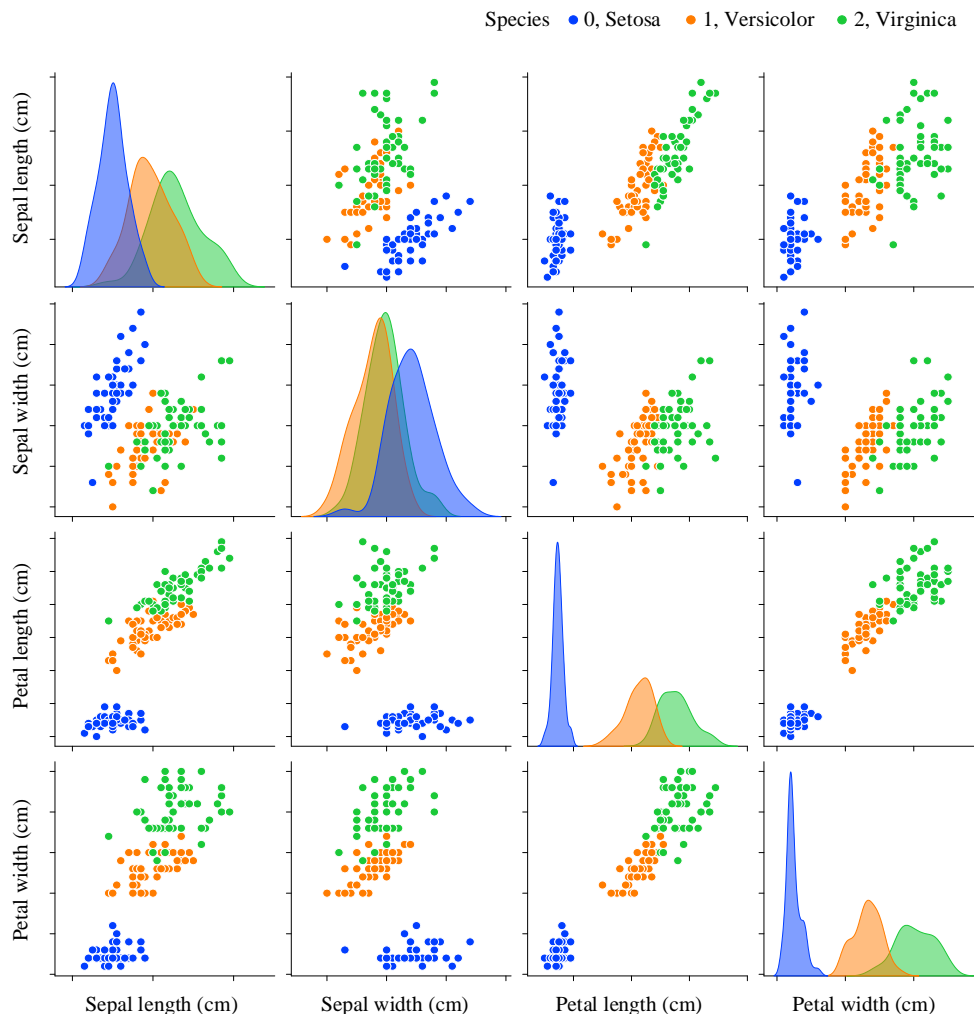 Species 0, Setosa 1, Versicolor 2, Virginica
Sepal length (cm)
Sepal width (cm)
Petal length (cm)
Petal width (cm)
Sepal length (cm) Sepal width (cm) Petal length (cm) Petal width (cm)